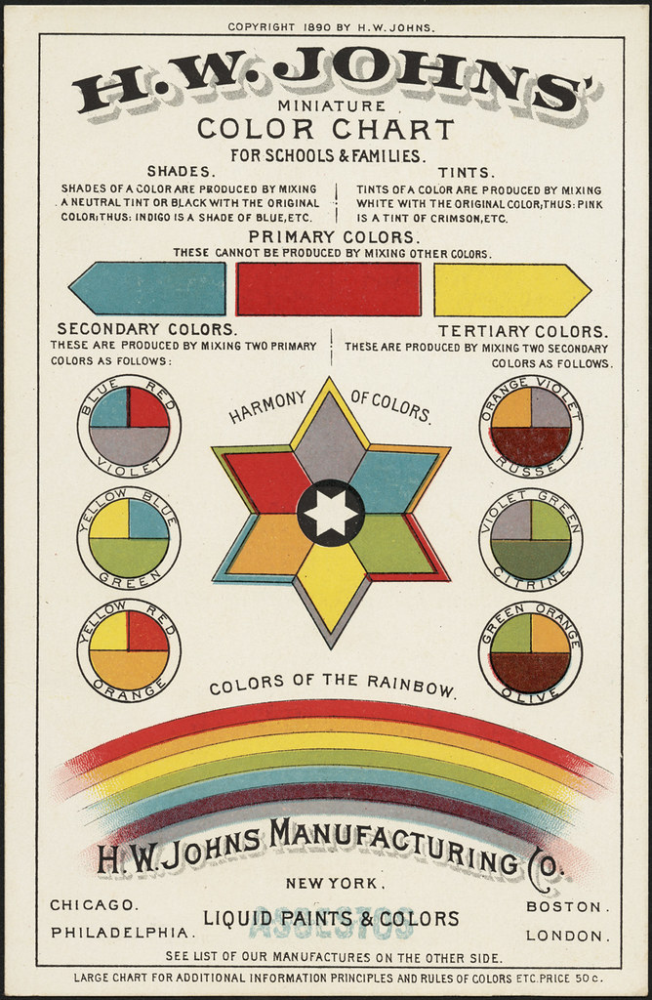 COPYRIGHT 1890 BY H.W.JOHNS.
H.W.JOHNS'
MINIATURE
COLOR CHART
FOR SCHOOLS & FAMILIES.
SHADES.
SHADES OF A COLOR ARE PRODUCED BY MIXING
A NEUTRAL TINT OR BLACK WITH THE ORIGINAL
COLOR; THUS: INDIGO IS A SHADE OF BLUE, ETC.
TINTS.
TINTS OF A COLOR ARE PRODUCED BY MIXING
WHITE WITH THE ORIGINAL COLOR, THUS: PINK
IS A TINT OF CRIMSON, ETC.
PRIMARY COLORS.
THESE CANNOT BE PRODUCED BY MIXING OTHER COLORS.
SECONDARY COLORS.
THESE ARE PRODUCED BY MIXING TWO PRIMARY
COLORS AS FOLLOWS:
TERTIARY COLORS.
THESE ARE PRODUCED BY MIXING TWO SECONDARY
COLORS AS FOLLOWS.
BLUE RED
VIOLET
YELLOW BLUE
GREEN
YELLOW RED
ORANGE
HARMONY OF COLORS.
ORANGE VIOLET
RUSSET
VIOLET GREEN
CITRINE
GREEN ORANGE
OLIVE
COLORS OF THE RAINBOW.
H.W.JOHNS MANUFACTURING CO.
NEW YORK.
CHICAGO.
PHILADELPHIA.
ASBESTOS
LIQUID PAINTS & COLORS
BOSTON.
LONDON.
SEE LIST OF OUR MANUFACTURES ON THE OTHER SIDE.
LARGE CHART FOR ADDITIONAL INFORMATION PRINCIPLES AND RULES OF COLORS ETC. PRICE 50 C.